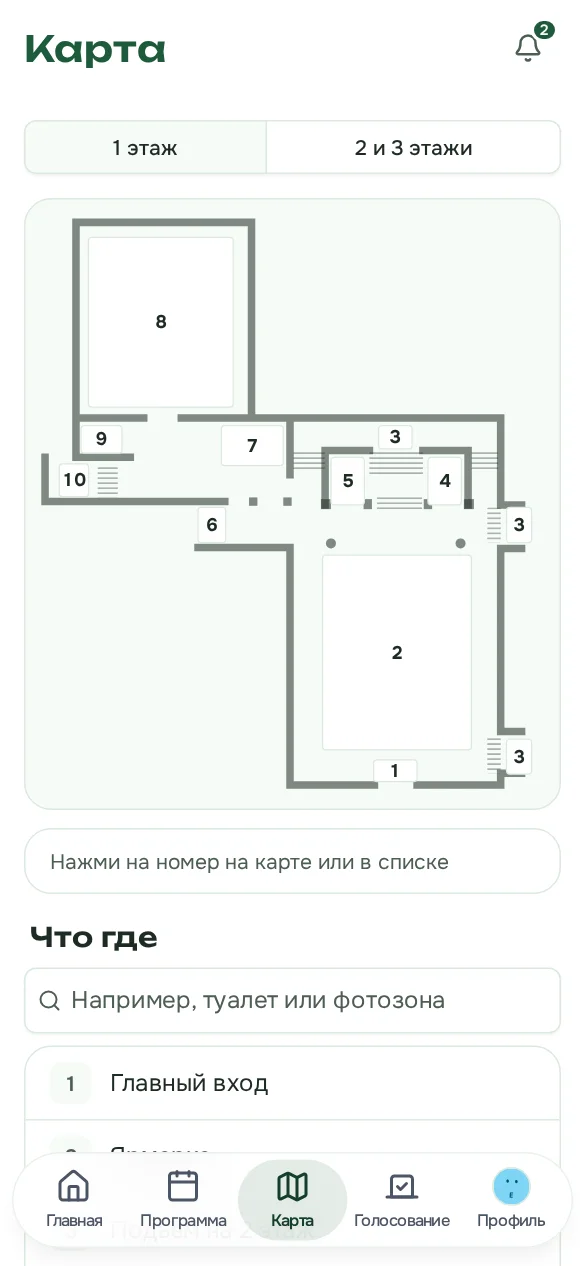 Карта
2
1 этаж
2 и 3 этажи
8
9
7
3
10
5
4
6
3
2
3
1
Нажми на номер на карте или в списке
Что где
Например, туалет или фотозона
1 Главный вход
Главная
Программа
Карта
Голосование
Профиль